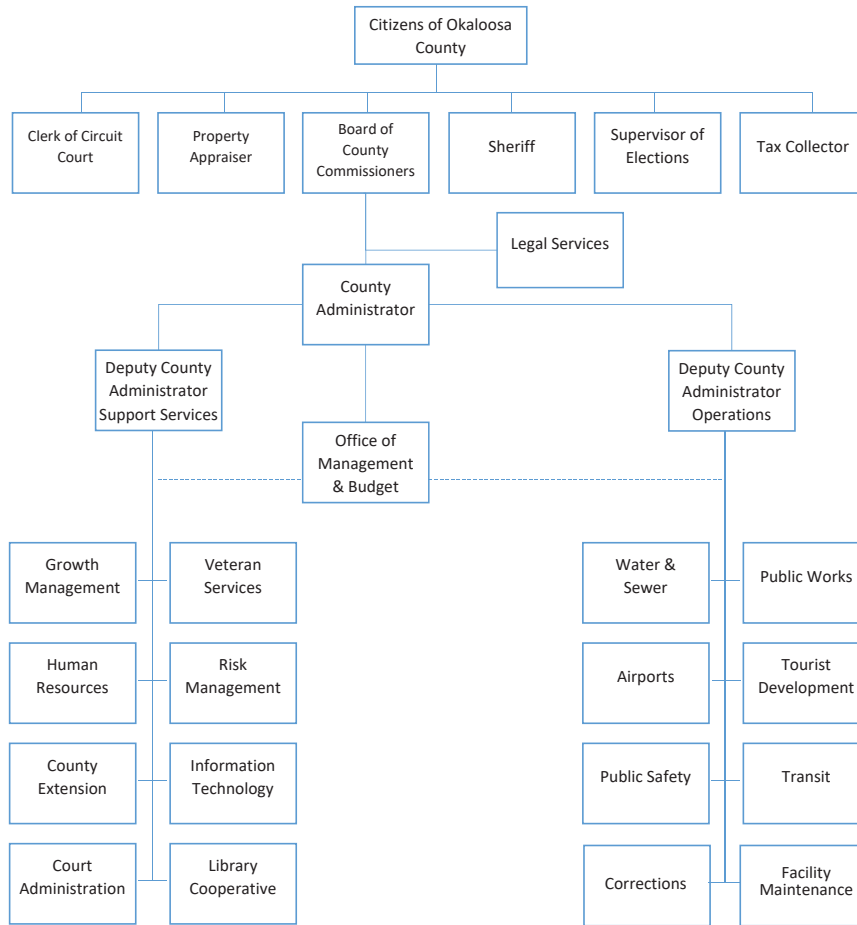 Citizens of Okaloosa
County
Clerk of Circuit
Court
Property
Appraiser
Board of
County
Commissioners
Sheriff
Supervisor of
Elections
Tax Collector
Legal Services
County
Administrator
Deputy County
Administrator
Support Services
Deputy County
Administrator
Operations
Office of
Management
& Budget
Growth
Management
Veteran
Services
Water &
Sewer
Public Works
Human
Resources
Risk
Management
Airports
Tourist
Development
County
Extension
Information
Technology
Public Safety
Transit
Court
Administration
Library
Cooperative
Corrections
Facility
Maintenance